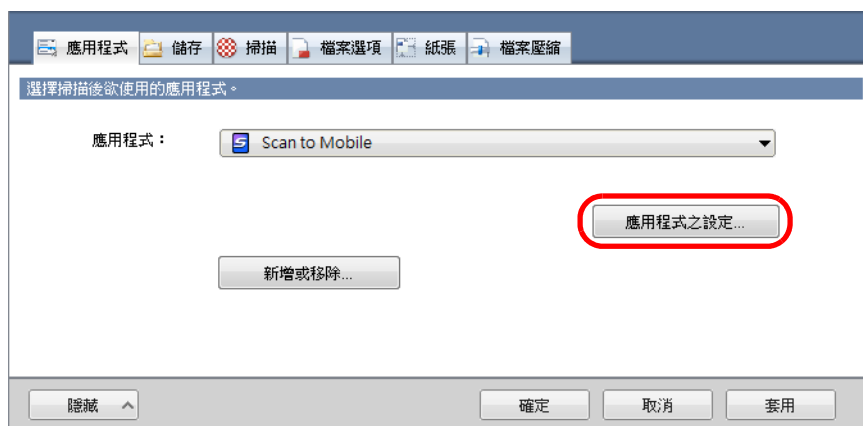 應用程式 儲存 掃描 檔案選項 紙張 檔案壓縮
選擇掃描後欲使用的應用程式。
應用程式： Scan to Mobile
應用程式之設定...
新增或移除...
隱藏 確定 取消 套用